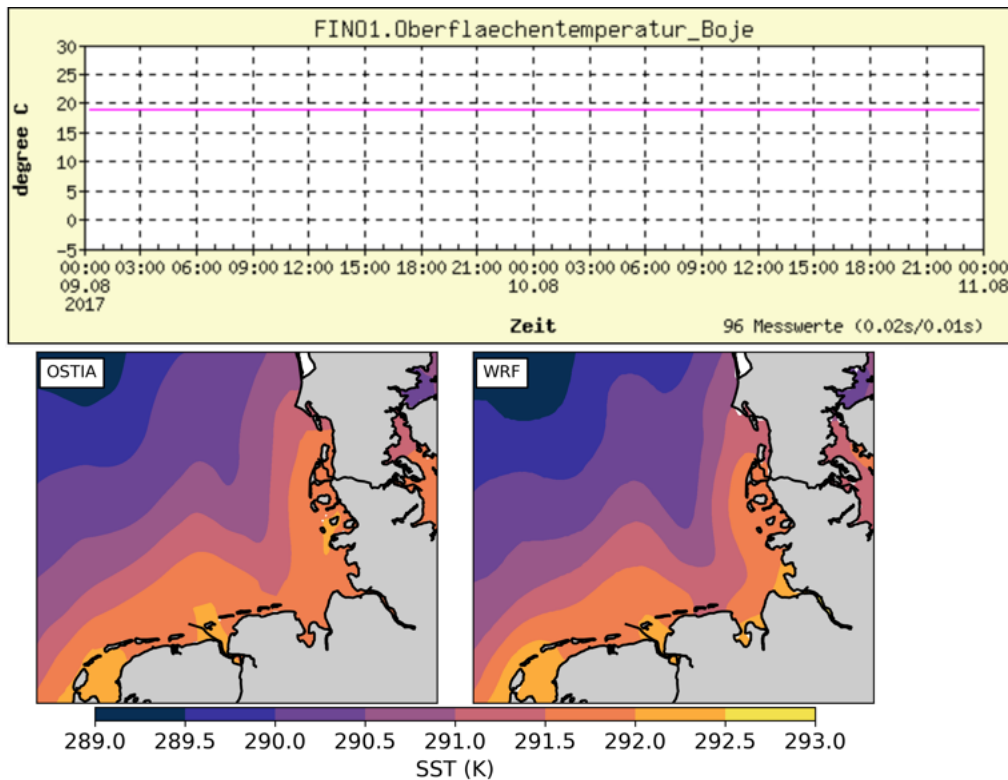 FINO1.Oberflaechentemperatur_Boje
30
25
20
15
10
5
0
-5
degree C
00:00 03:00 06:00 09:00 12:00 15:00 18:00 21:00 00:00 03:00 06:00 09:00 12:00 15:00 18:00 21:00 00:00
09.08 10.08 11.08
2017
Zeit 96 Messwerte (0.02s/0.01s)
OSTIA WRF
289.0 289.5 290.0 290.5 291.0 291.5 292.0 292.5 293.0
SST (K)